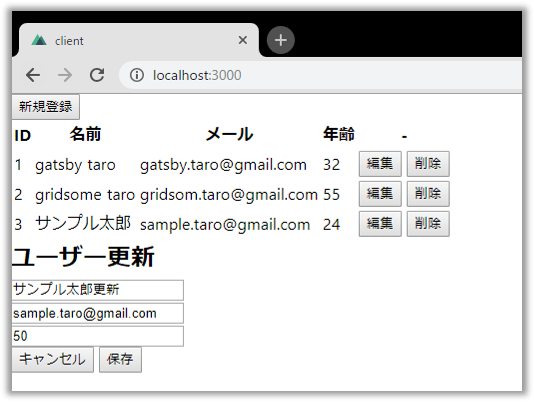 client
localhost:3000
新規登録
ID 名前 メール 年齢 -
1 gatsby taro gatsby.taro@gmail.com 32 編集 削除
2 gridsome taro gridsom.taro@gmail.com 55 編集 削除
3 サンプル太郎 sample.taro@gmail.com 24 編集 削除
ユーザー更新
サンプル太郎更新
sample.taro@gmail.com
50
キャンセル 保存